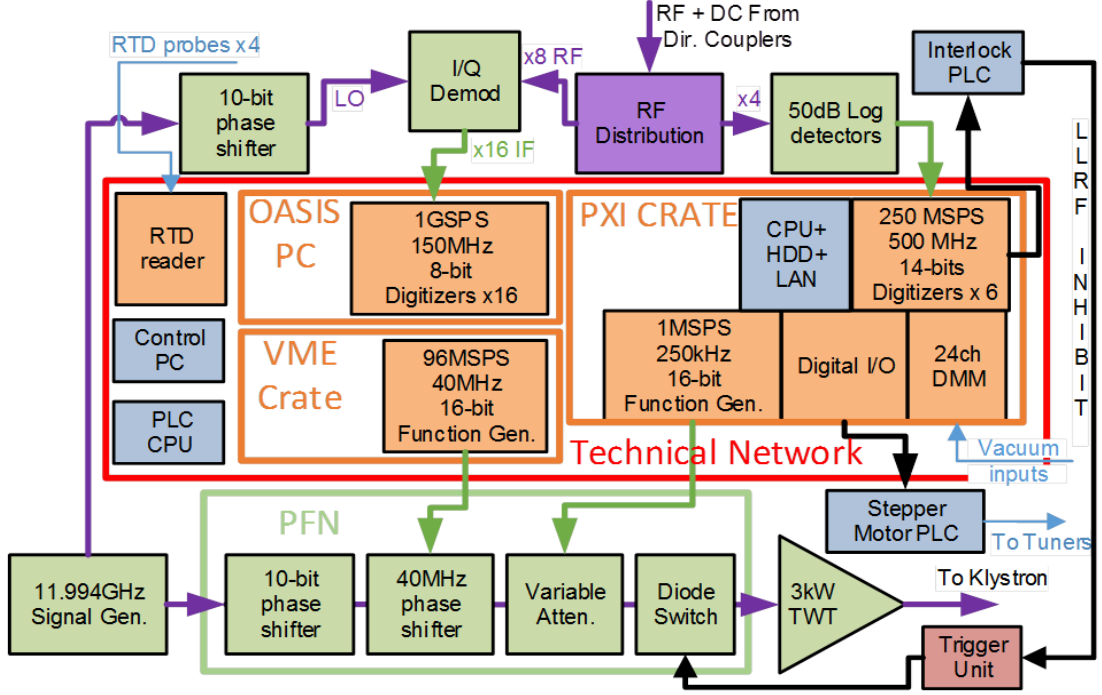 RTD probes x4
10-bit
phase
shifter
LO
I/Q
Demod
x8 RF
x16 IF
RF + DC From
Dir. Couplers
RF
Distribution
x4
50dB Log
detectors
Interlock
PLC
LLRF INHIBIT
RTD
reader
Control
PC
PLC
CPU
OASIS
PC
1GSPS
150MHz
8-bit
Digitizers x16
VME
Crate
96MSPS
40MHz
16-bit
Function Gen.
PXI CRATE
CPU+
HDD+
LAN
250 MSPS
500 MHz
14-bits
Digitizers x 6
1MSPS
250kHz
16-bit
Function Gen.
Digital I/O
24ch
DMM
Technical Network
Vacuum
inputs
Stepper
Motor PLC
To Tuners
PFN
11.994GHz
Signal Gen.
10-bit
phase
shifter
40MHz
phase
shifter
Variable
Atten.
Diode
Switch
3kW
TWT
To Klystron
Trigger
Unit